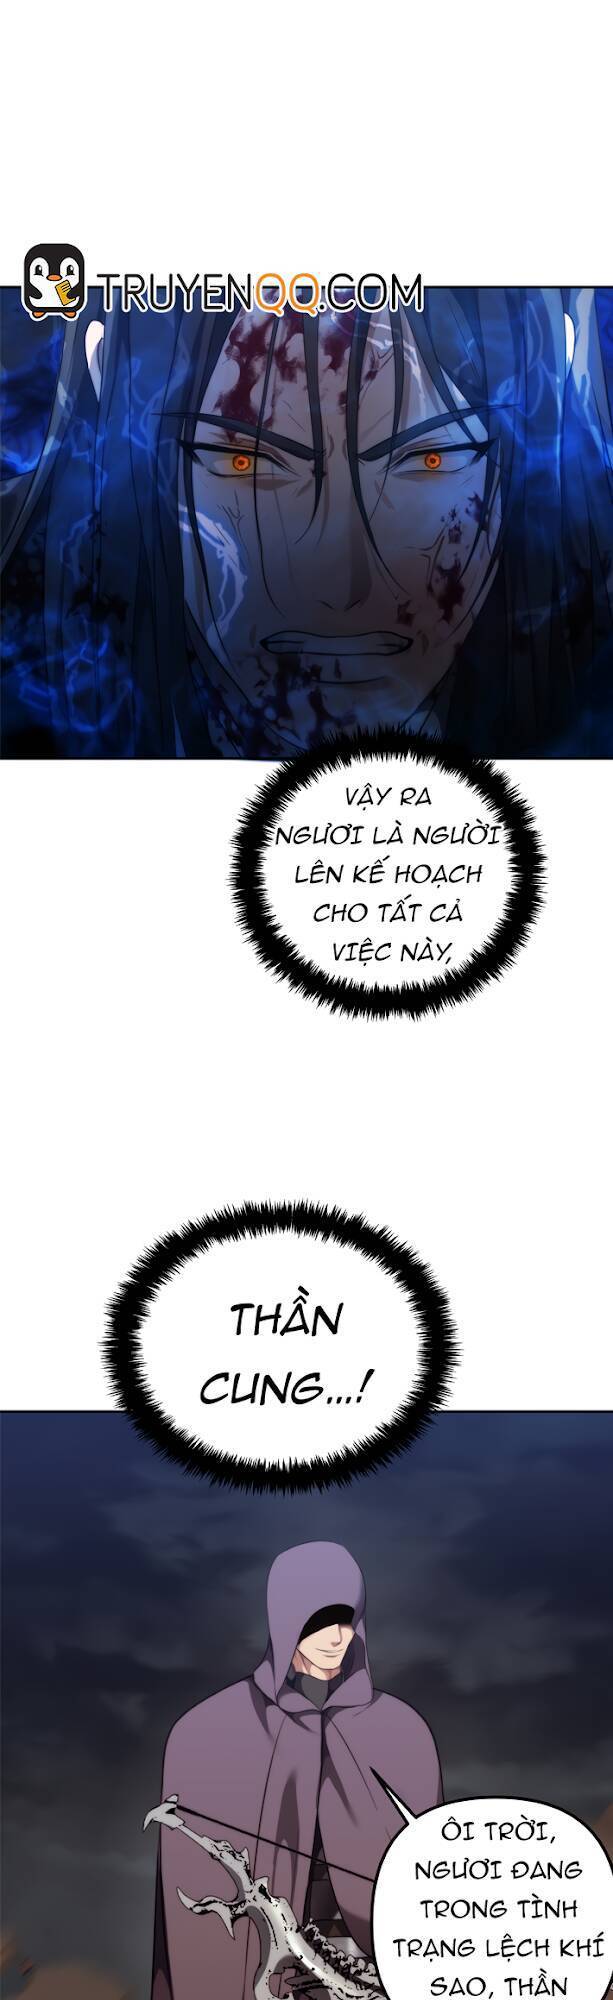 TRUYENQQ.COM
VẬY RA
NGƯƠI LÀ NGƯỜI
LÊN KẾ HOẠCH
CHO TẤT CẢ
VIỆC NÀY,
THẦN
CUNG...!
ÔI TRỜI,
NGƯƠI ĐANG
TRONG TÌNH
TRẠNG LỆCH KHÍ
SAO, THẦN